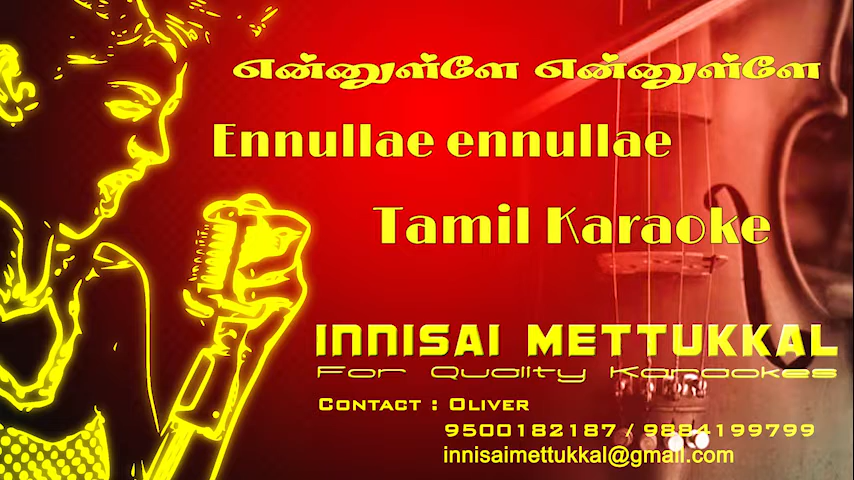 என்னுள்ளே என்னுள்ளே
Ennullae ennullae
Tamil Karaoke
INNISAI METTUKKAL
For Quality Karaokes
Contact : Oliver
9500182187 / 9884199799
innisaimettukkal@gmail.com